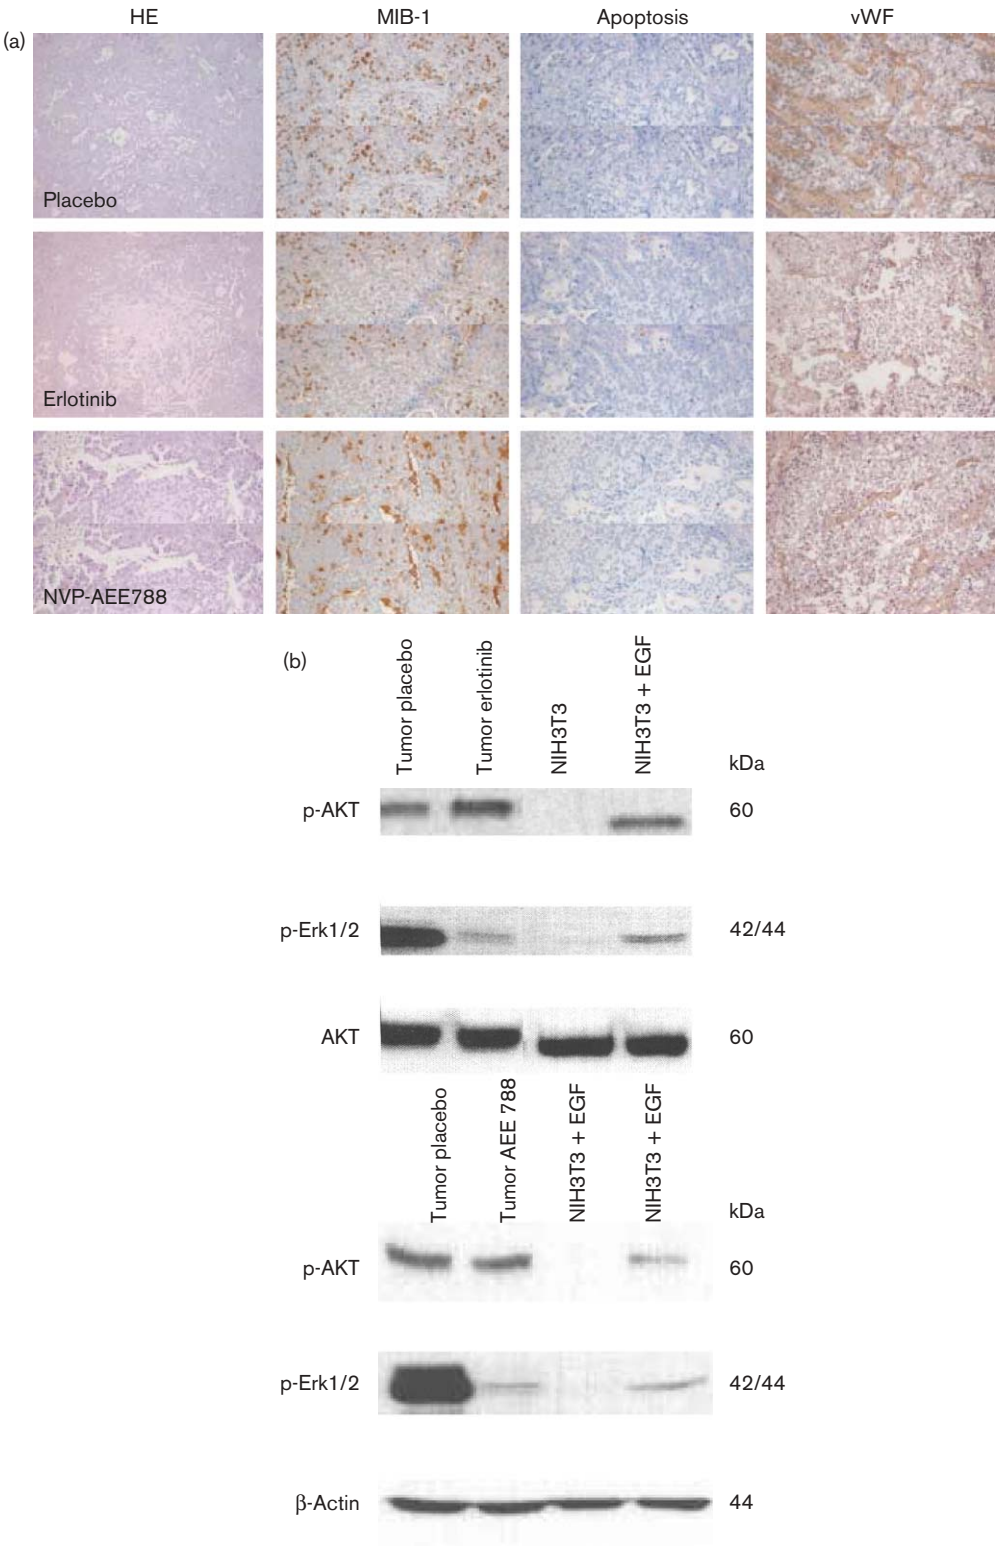 HE MIB-1 Apoptosis vWF
(a)
Placebo
Erlotinib
NVP-AEE788
(b)
Tumor placebo
Tumor erlotinib
NIH3T3
NIH3T3 + EGF
kDa
p-AKT 60
p-Erk1/2 42/44
AKT 60
Tumor placebo
Tumor AEE 788
NIH3T3 + EGF
NIH3T3 + EGF
kDa
p-AKT 60
p-Erk1/2 42/44
β-Actin 44